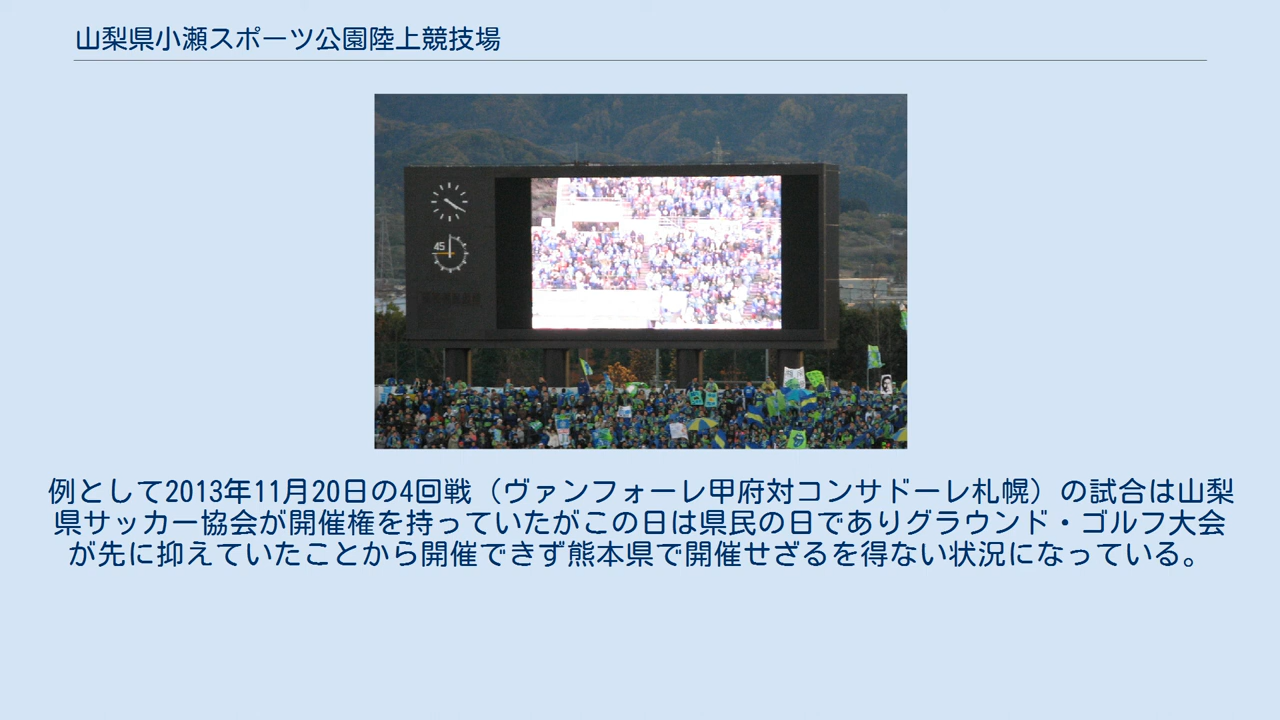 山梨県小瀬スポーツ公園陸上競技場
45
例として2013年11月20日の4回戦（ヴァンフォーレ甲府対コンサドーレ札幌）の試合は山梨
県サッカー協会が開催権を持っていたがこの日は県民の日でありグラウンド・ゴルフ大会
が先に抑えていたことから開催できず熊本県で開催せざるを得ない状況になっている。